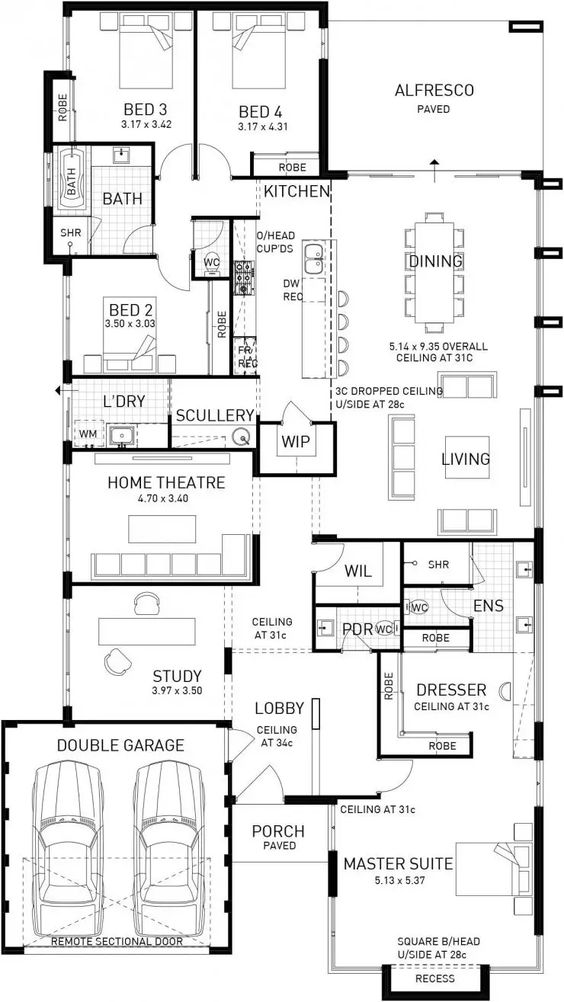 ALFRESCO
PAVED
BED 3
3.17 x 3.42
BED 4
3.17 x 4.31
ROBE
ROBE
KITCHEN
BATH
BATH
SHR
WC
O/HEAD
CUP'DS
DW
REC
DINING
5.14 x 9.35 OVERALL
CEILING AT 31C
BED 2
3.50 x 3.03
ROBE
FR
REC
3C DROPPED CEILING
U/SIDE AT 28c
L'DRY
WM
SCULLERY
WIP
LIVING
HOME THEATRE
4.70 x 3.40
WIL
SHR
WC
ENS
PDR
WC
ROBE
CEILING
AT 31c
STUDY
3.97 x 3.50
LOBBY
CEILING
AT 34c
ROBE
DRESSER
CEILING AT 31c
ROBE
DOUBLE GARAGE
REMOTE SECTIONAL DOOR
PORCH
PAVED
CEILING AT 31c
MASTER SUITE
5.13 x 5.37
SQUARE B/HEAD
U/SIDE AT 28c
RECESS